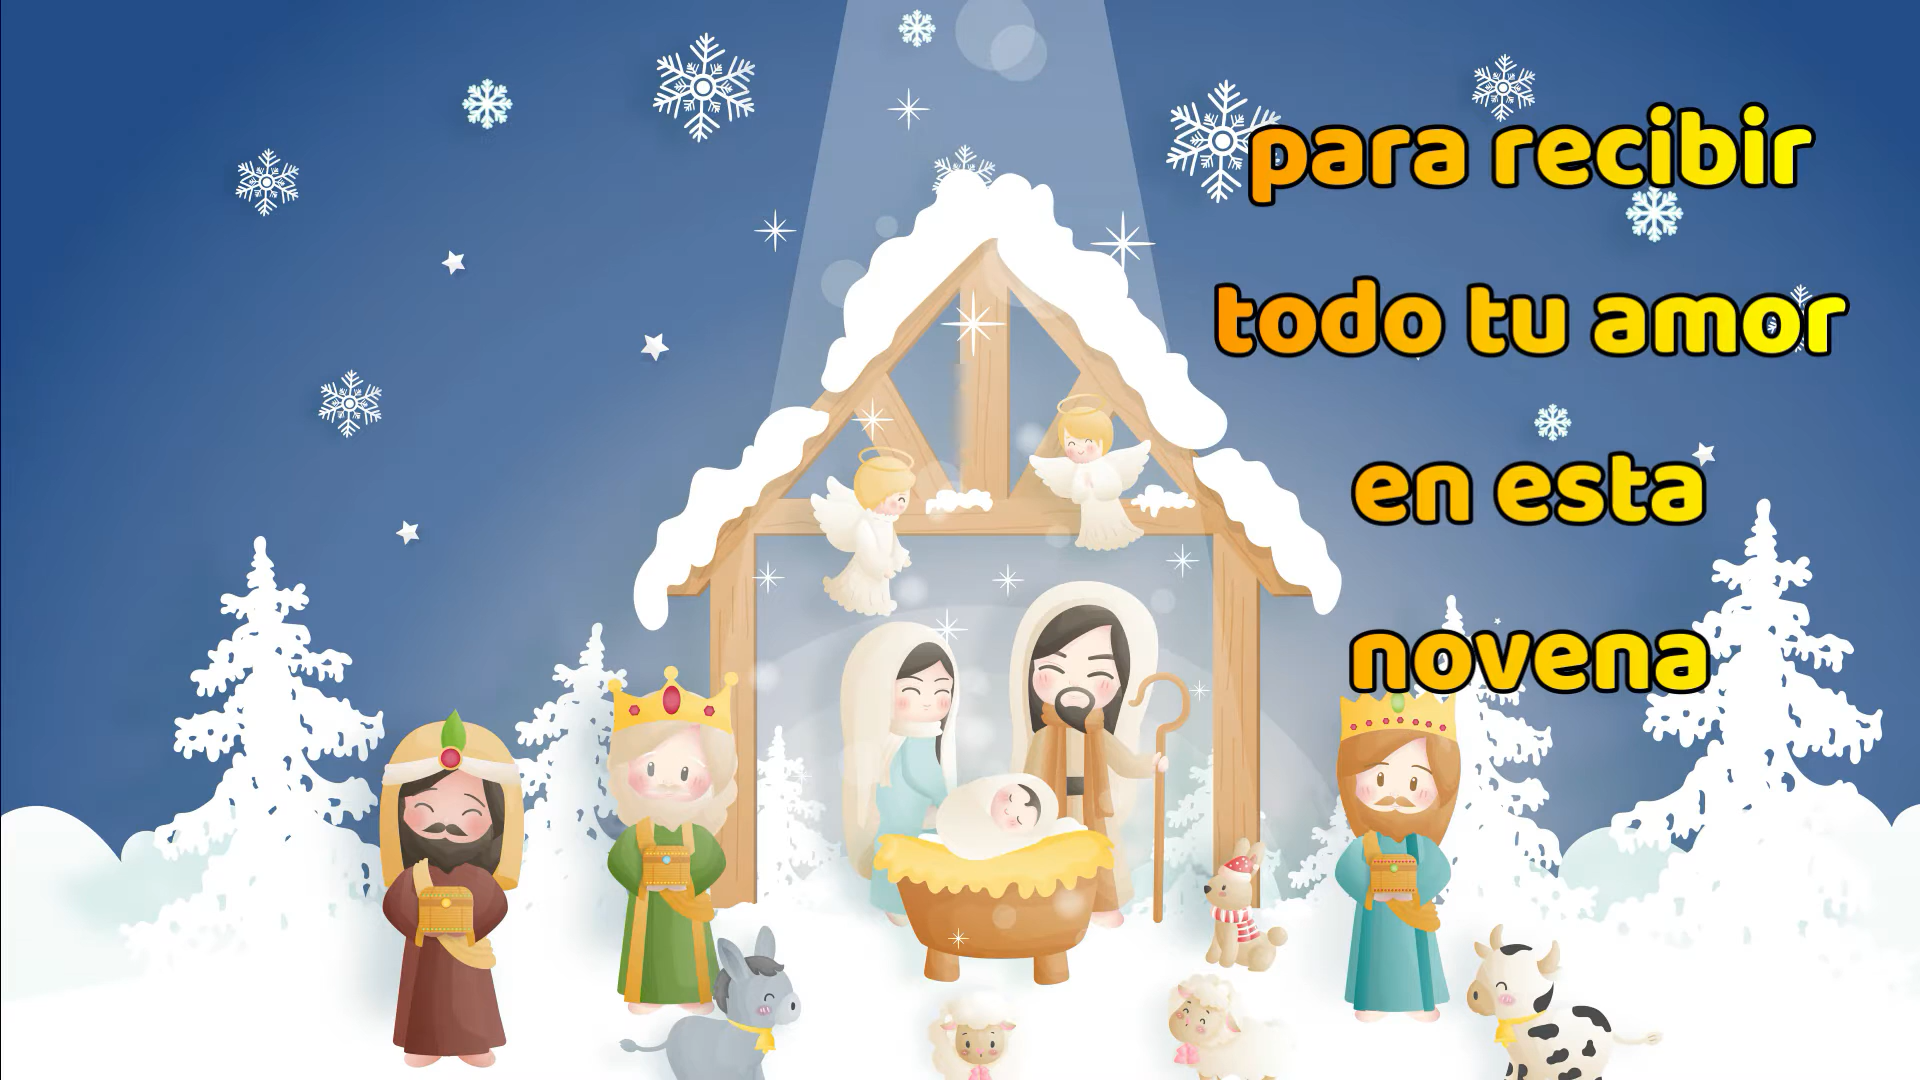 para recibir
todo tu amor
en esta
novena